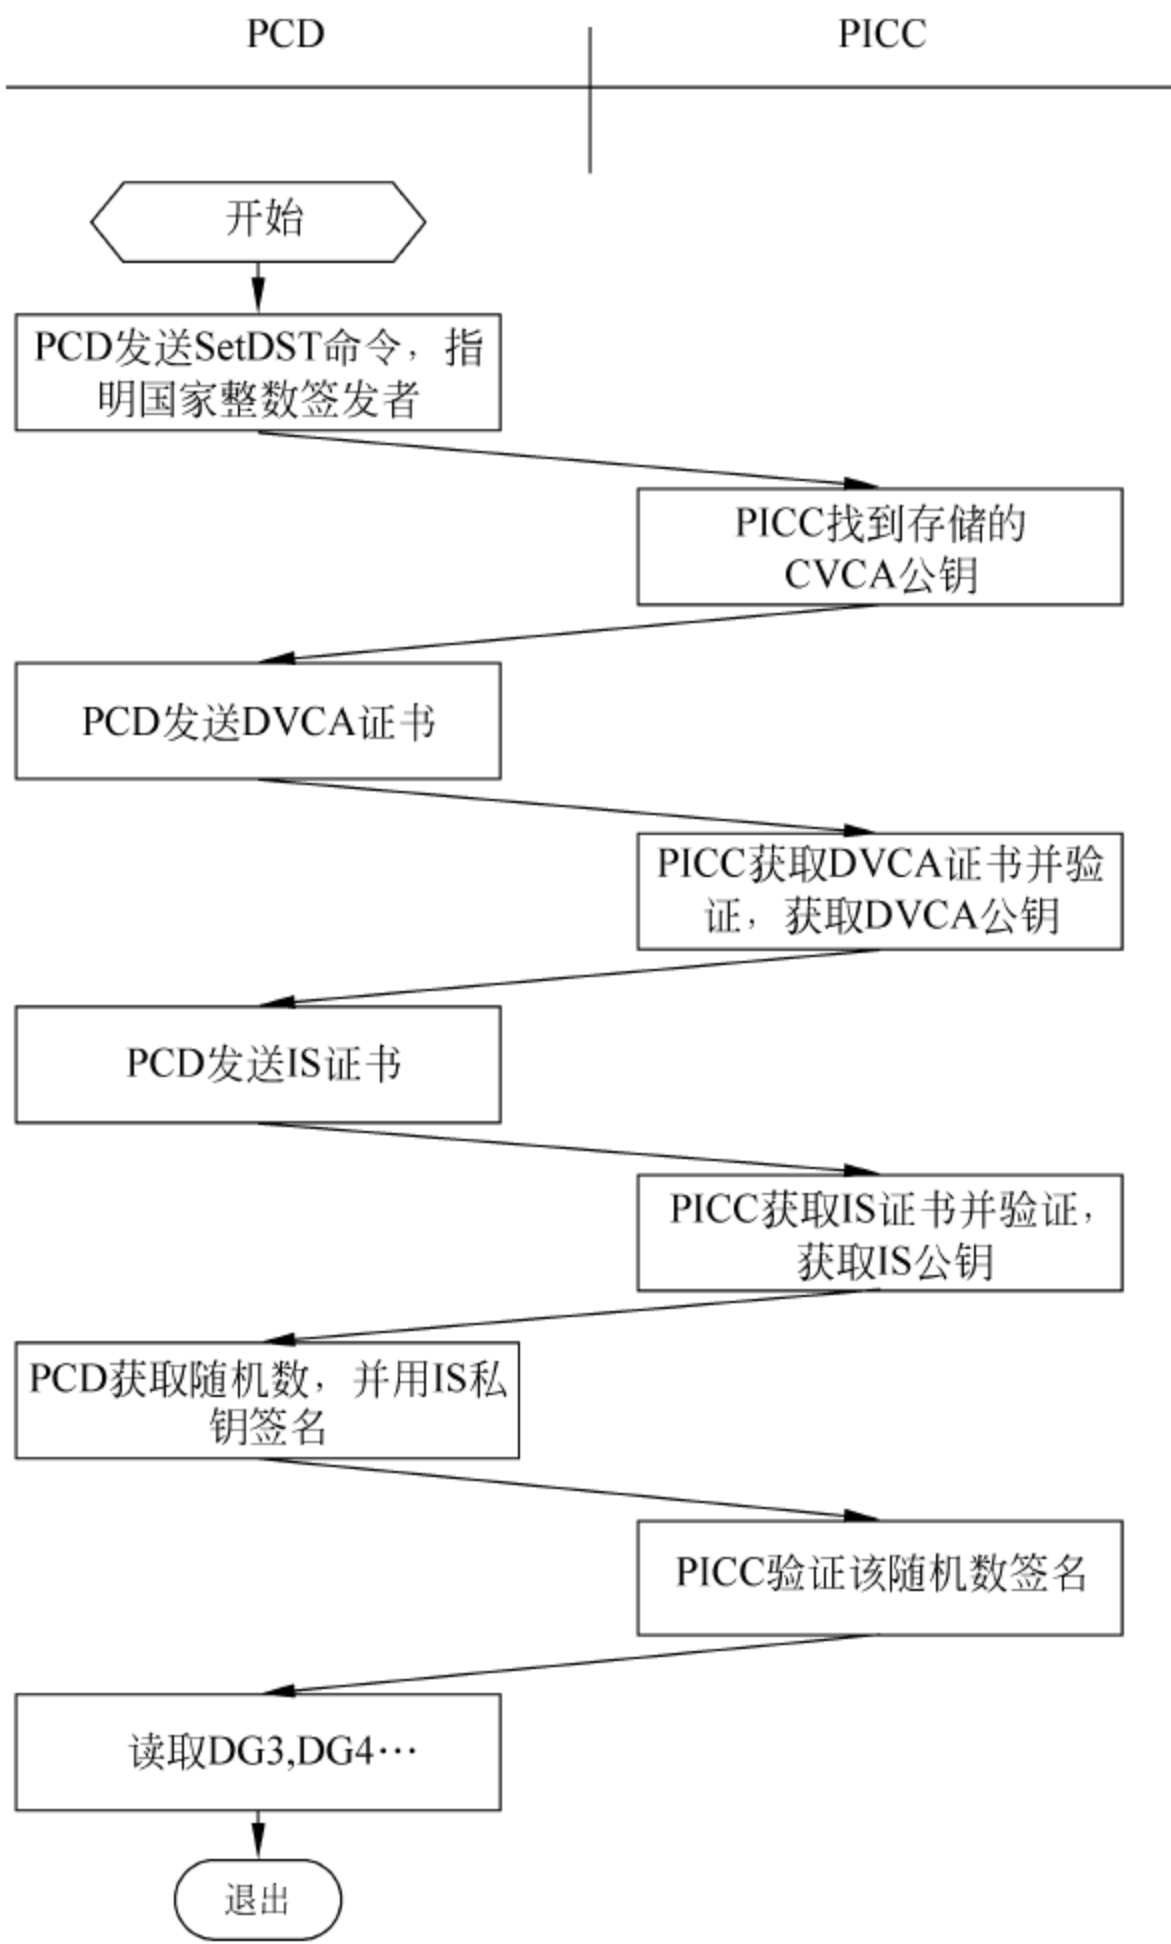 PCD
PICC
开始
PCD发送SetDST命令，指
明国家整数签发者
PICC找到存储的
CVCA公钥
PCD发送DVCA证书
PICC获取DVCA证书并验
证，获取DVCA公钥
PCD发送IS证书
PICC获取IS证书并验证，
获取IS公钥
PCD获取随机数，并用IS私
钥签名
PICC验证该随机数签名
读取DG3,DG4…
退出